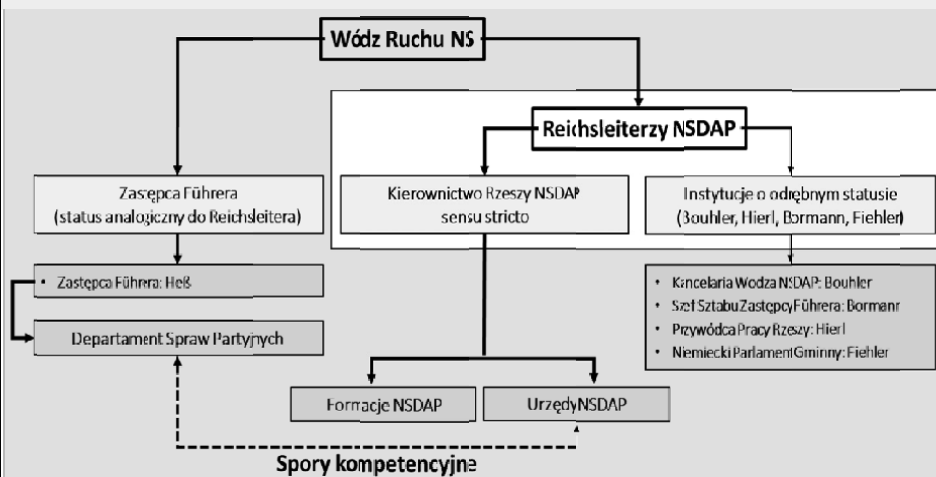 Wódz Ruchu NS
Reichsleiterzy NSDAP
Zastępca Führera
(status analogiczny do Reichsleitera)
Kierownictwo Rzeszy NSDAP
sensu stricto
Instytucje o odrębnym statusie
(Bouhler, Hierl, Bormann, Fiehler)
• Zastępca Führera: Heß
Departament Spraw Partyjnych
• Kancelaria Wodza NSDAP: Bouhler
• Szef Sztabu Zastępcy Führera: Bormann
• Przywódca Pracy Rzeszy: Hierl
• Niemiecki Parlament Gminny: Fiehler
Formacje NSDAP
Urzędy NSDAP
Spory kompetencyjne